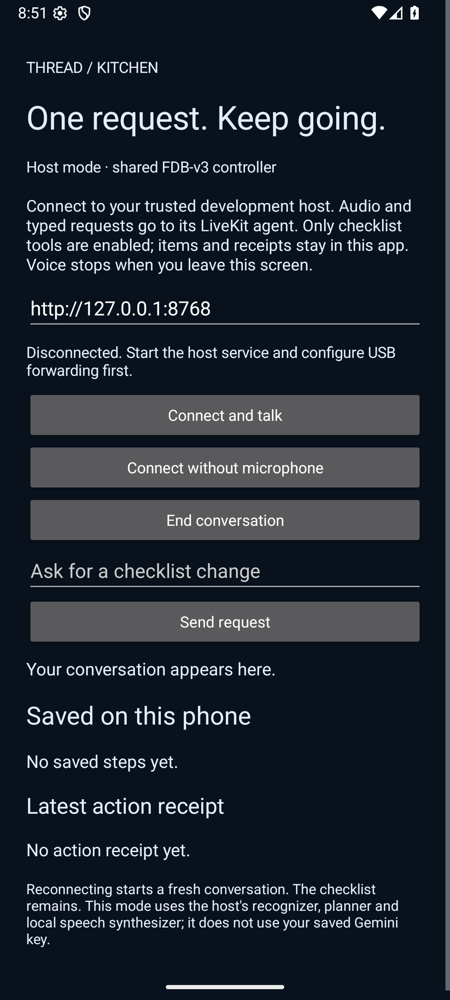 8:51
THREAD / KITCHEN
One request. Keep going.
Host mode · shared FDB-v3 controller
Connect to your trusted development host. Audio and
typed requests go to its LiveKit agent. Only checklist
tools are enabled; items and receipts stay in this app.
Voice stops when you leave this screen.
http://127.0.0.1:8768
Disconnected. Start the host service and configure USB
forwarding first.
Connect and talk
Connect without microphone
End conversation
Ask for a checklist change
Send request
Your conversation appears here.
Saved on this phone
No saved steps yet.
Latest action receipt
No action receipt yet.
Reconnecting starts a fresh conversation. The checklist
remains. This mode uses the host's recognizer, planner and
local speech synthesizer; it does not use your saved Gemini
key.